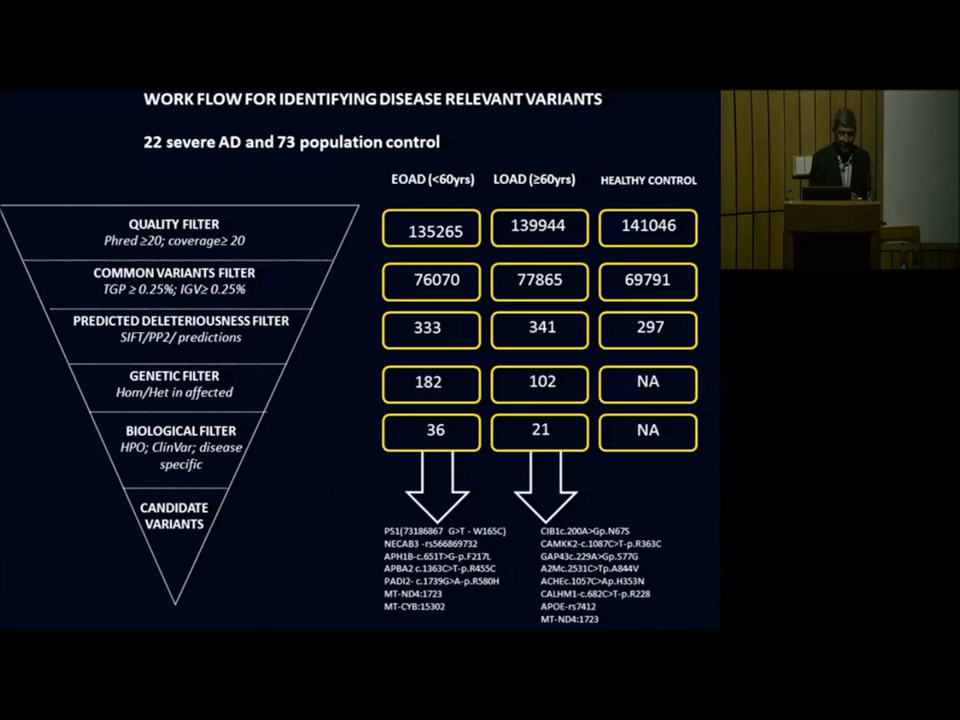 WORK FLOW FOR IDENTIFYING DISEASE RELEVANT VARIANTS
22 severe AD and 73 population control
EOAD (<60yrs) LOAD (≥60yrs) HEALTHY CONTROL
QUALITY FILTER
Phred ≥20; coverage≥ 20
135265 139944 141046
COMMON VARIANTS FILTER
TGP ≥ 0.25%; IGV≥ 0.25%
76070 77865 69791
PREDICTED DELETERIOUSNESS FILTER
SIFT/PP2/ predictions
333 341 297
GENETIC FILTER
Hom/Het in affected
182 102 NA
BIOLOGICAL FILTER
HPO; ClinVar; disease
specific
36 21 NA
CANDIDATE
VARIANTS
PS1(73186867 G>T - W165C)
NECAB3 -rs566869732
APH1B-c.651T>G-p.F217L
APBA2 c.1363C>T-p.R455C
PADI2- c.1739G>A-p.R580H
MT-ND4:1723
MT-CYB:15302
CIB1c.200A>Gp.N67S
CAMKK2-c.1087C>T-p.R363C
GAP43c.229A>Gp.S77G
A2Mc.2531C>Tp.A844V
ACHEc.1057C>Ap.H353N
CALHM1-c.682C>T-p.R228
APOE-rs7412
MT-ND4:1723